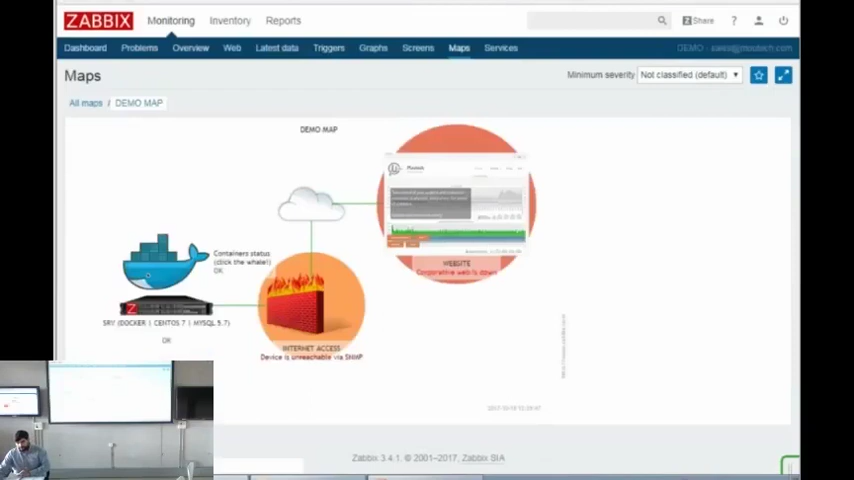 ZABBIX
Monitoring Inventory Reports
Share ?
Dashboard Problems Overview Web Latest data Triggers Graphs Screens Maps Services
DEMO
Maps
Minimum severity Not classified (default)
All maps / DEMO MAP
DEMO MAP
WEBSITE
Corporative web is down
Containers status
(click the whale!)
OK
Z
SRV (DOCKER | CENTOS 7 | MYSQL 5.7)
OK
INTERNET ACCESS
Device is unreachable via SNMP
Zabbix 3.4.1. © 2001–2017, Zabbix SIA